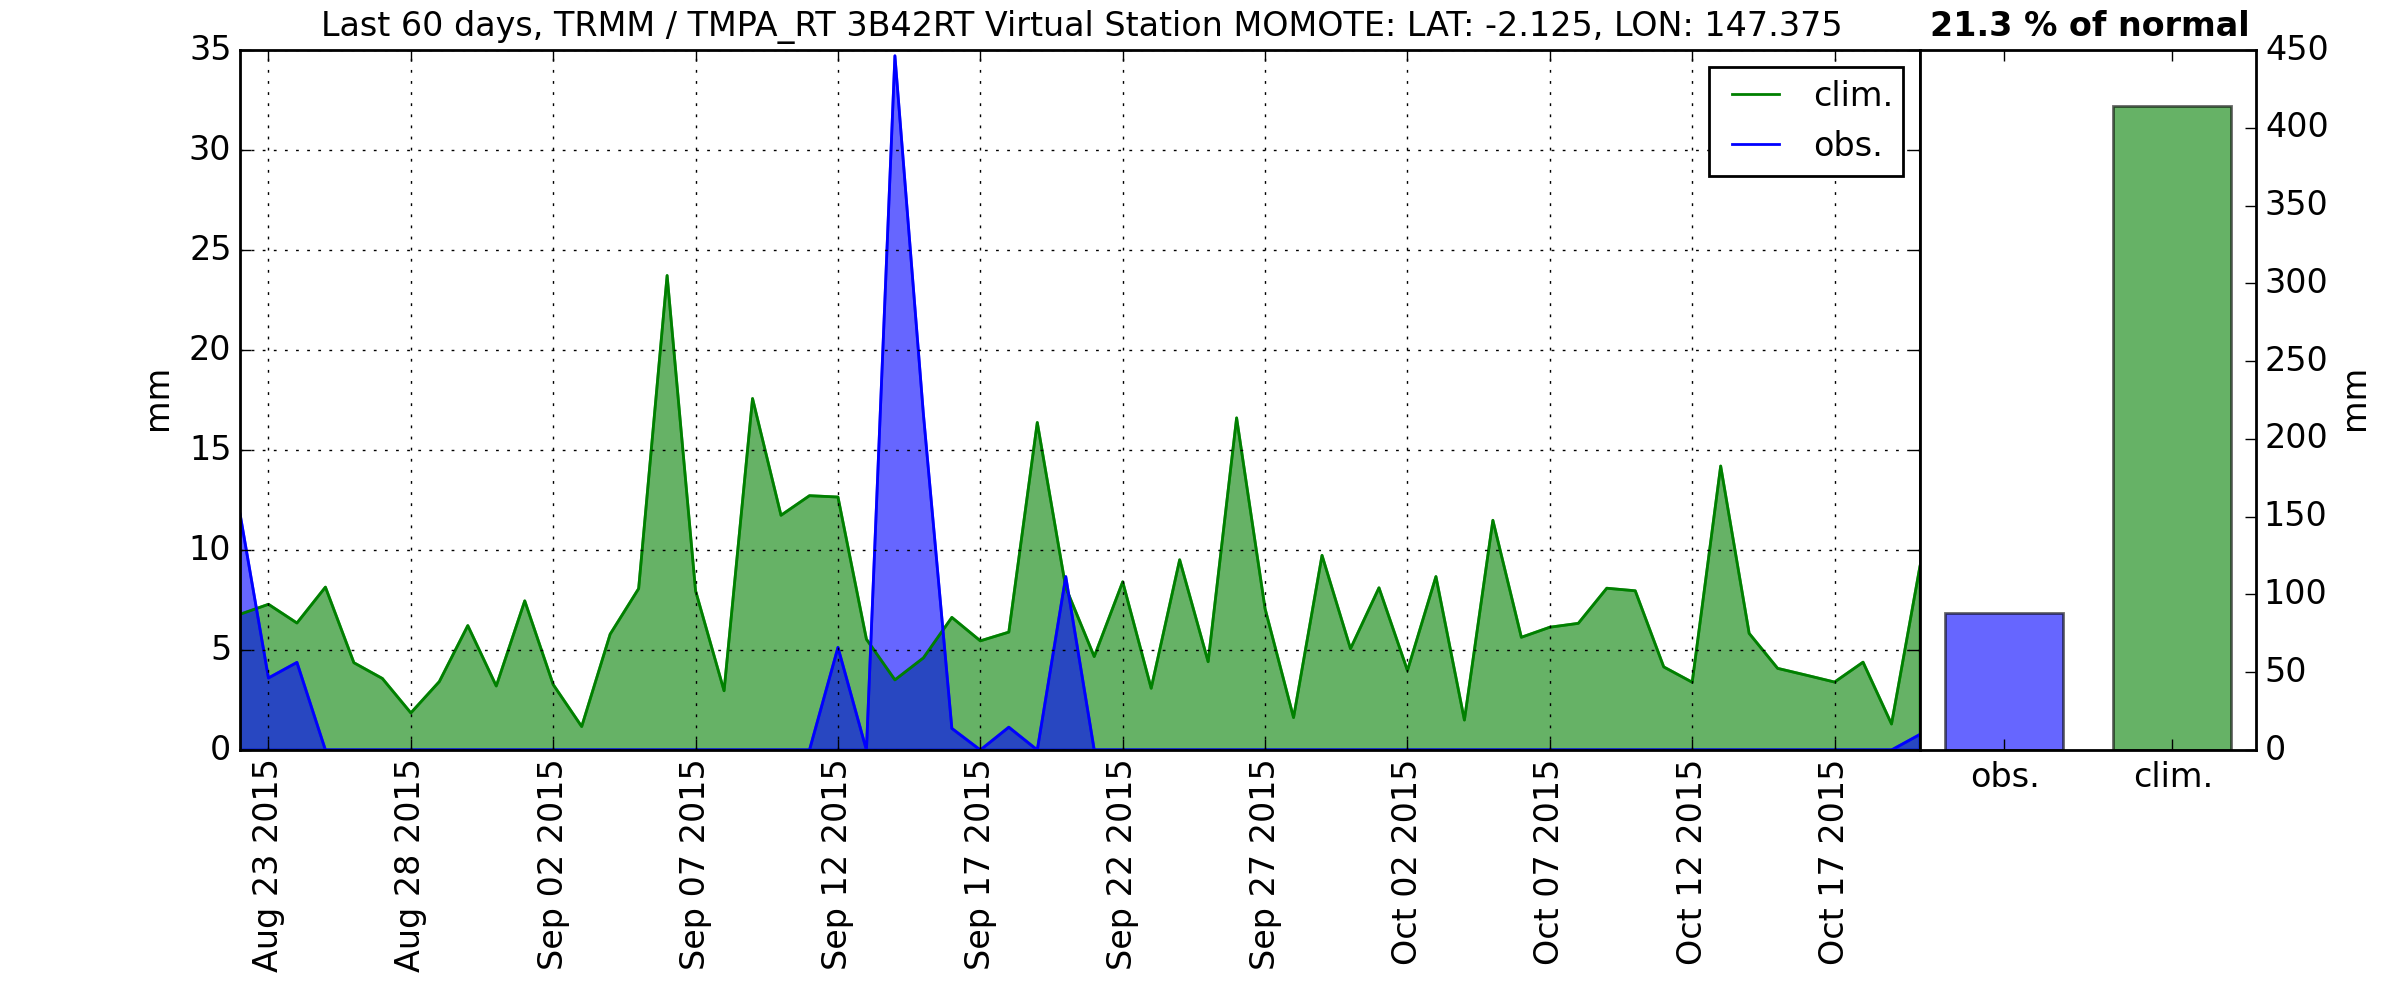 Last 60 days, TRMM / TMPA_RT 3B42RT Virtual Station MOMOTE: LAT: -2.125, LON: 147.375
21.3 % of normal
35
30
25
20
15
10
5
0
mm
clim.
obs.
450
400
350
300
250
200
150
100
50
0
mm
obs.
clim.
Aug 23 2015
Aug 28 2015
Sep 02 2015
Sep 07 2015
Sep 12 2015
Sep 17 2015
Sep 22 2015
Sep 27 2015
Oct 02 2015
Oct 07 2015
Oct 12 2015
Oct 17 2015